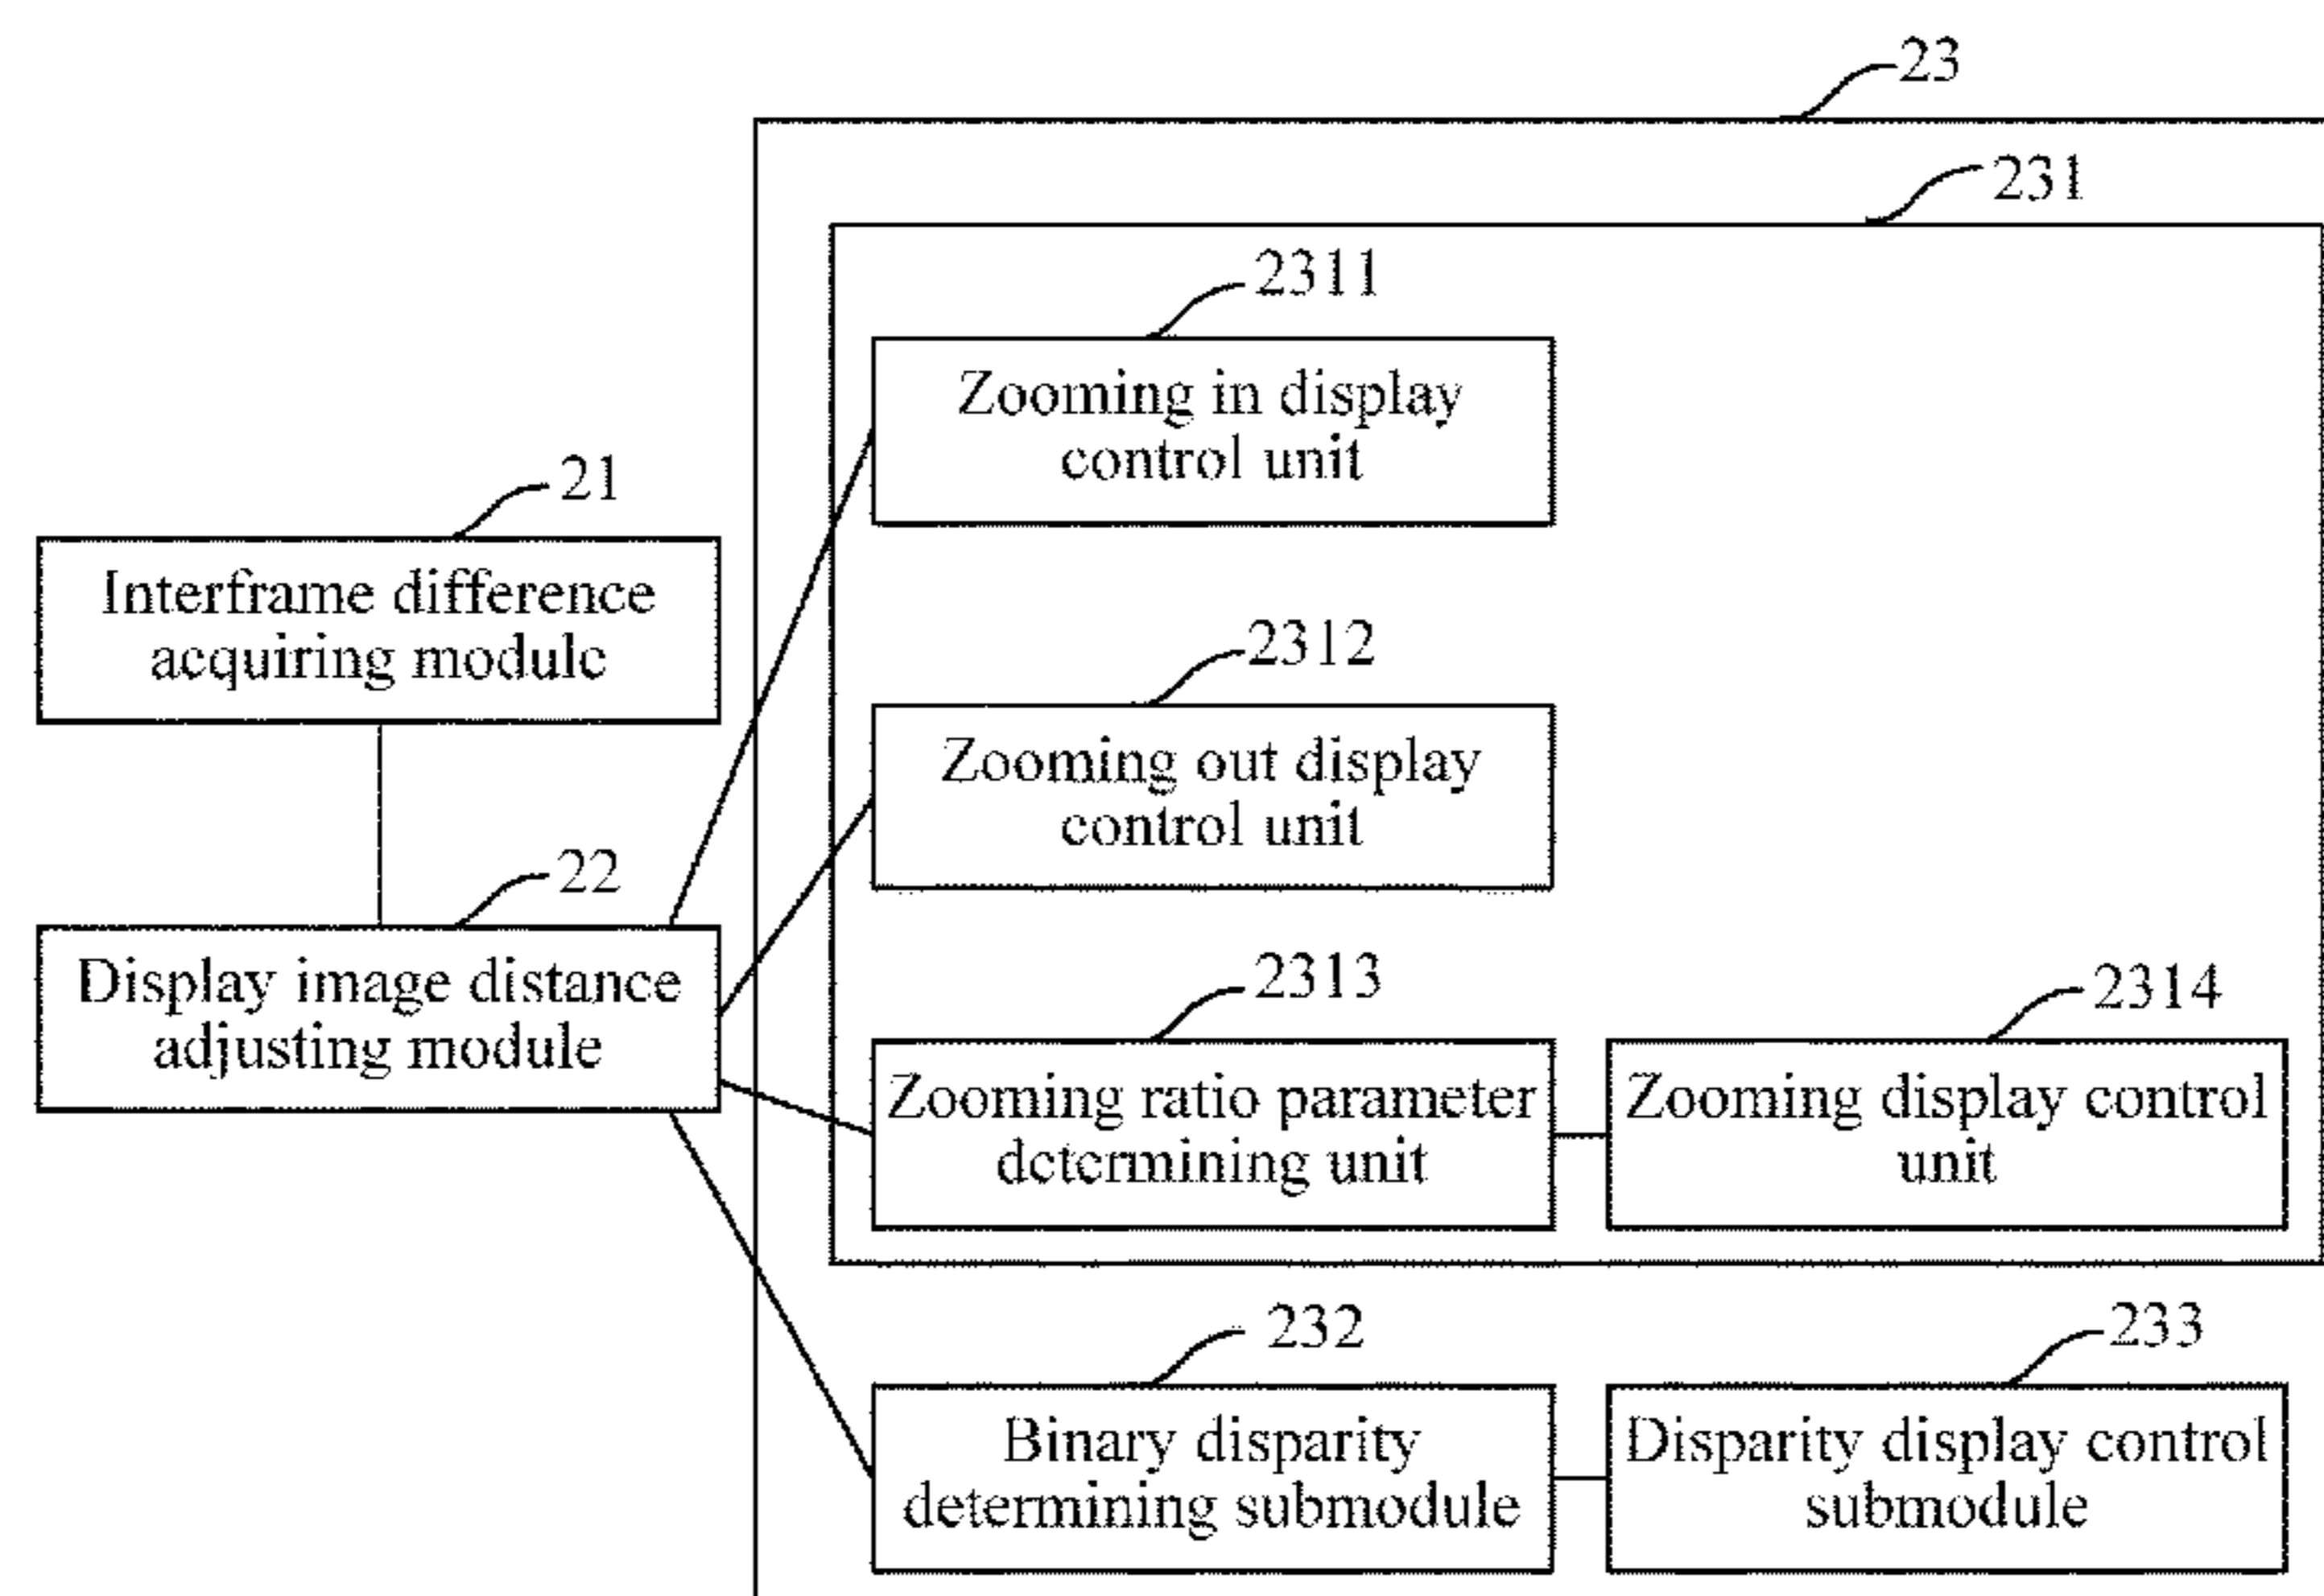 23
231
2311
Zooming in display
control unit
21
Interframe difference
acquiring module
2312
Zooming out display
control unit
22
Display image distance
adjusting module
2313
Zooming ratio parameter
determining unit
2314
Zooming display control
unit
232
Binary disparity
determining submodule
233
Disparity display control
submodule